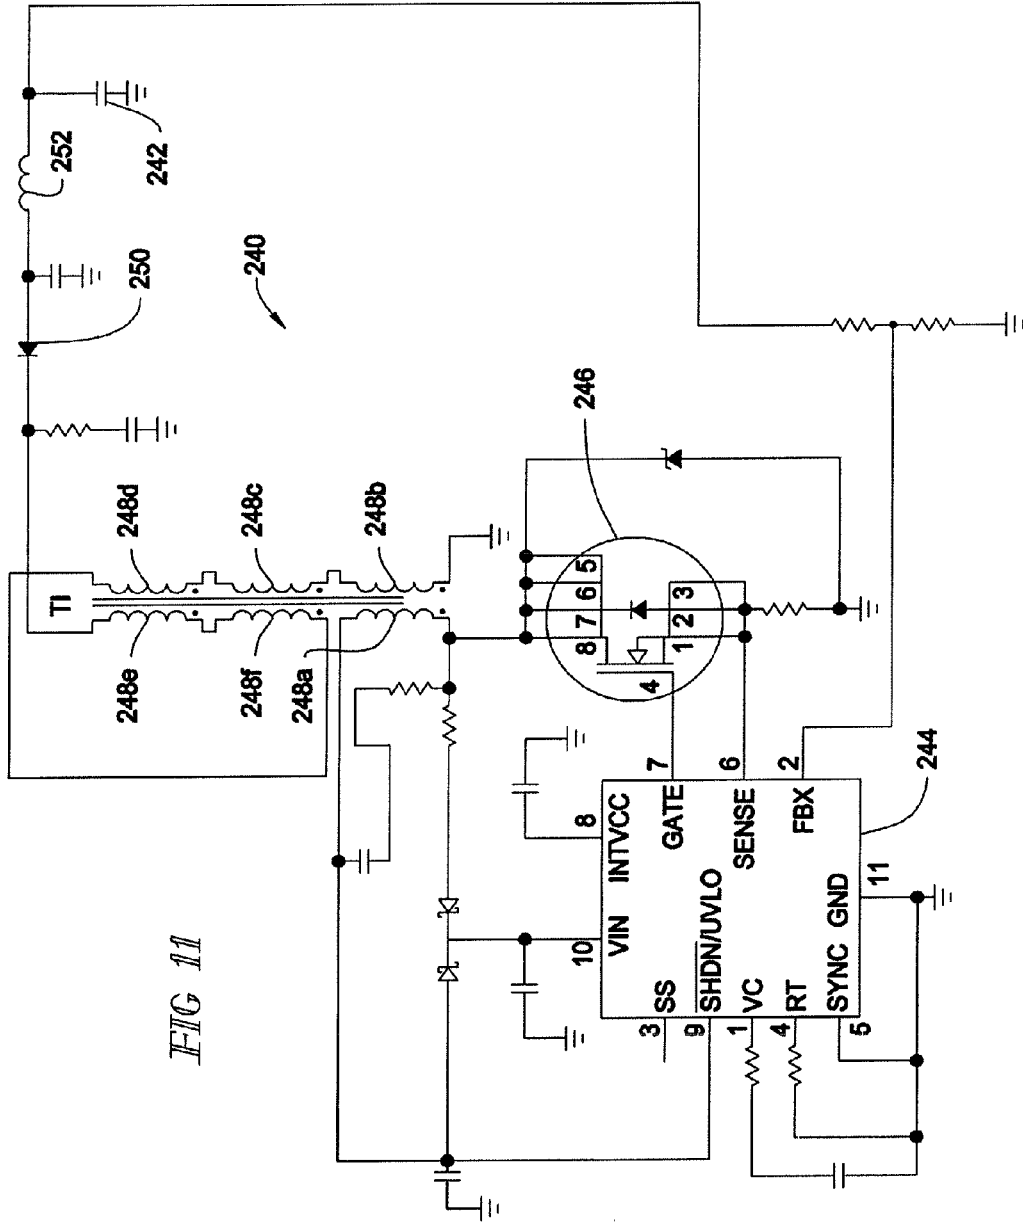 252
242
250
240
TI
248d
248c
248b
248e
248f
248a
246
5
6
7
8
3
2
1
4
FIG 11
244
10
8
7
6
2
VIN
INTVCC
GATE
SENSE
FBX
SS
SHDN/UVLO
VC
RT
SYNC
GND
3
9
1
4
5
11